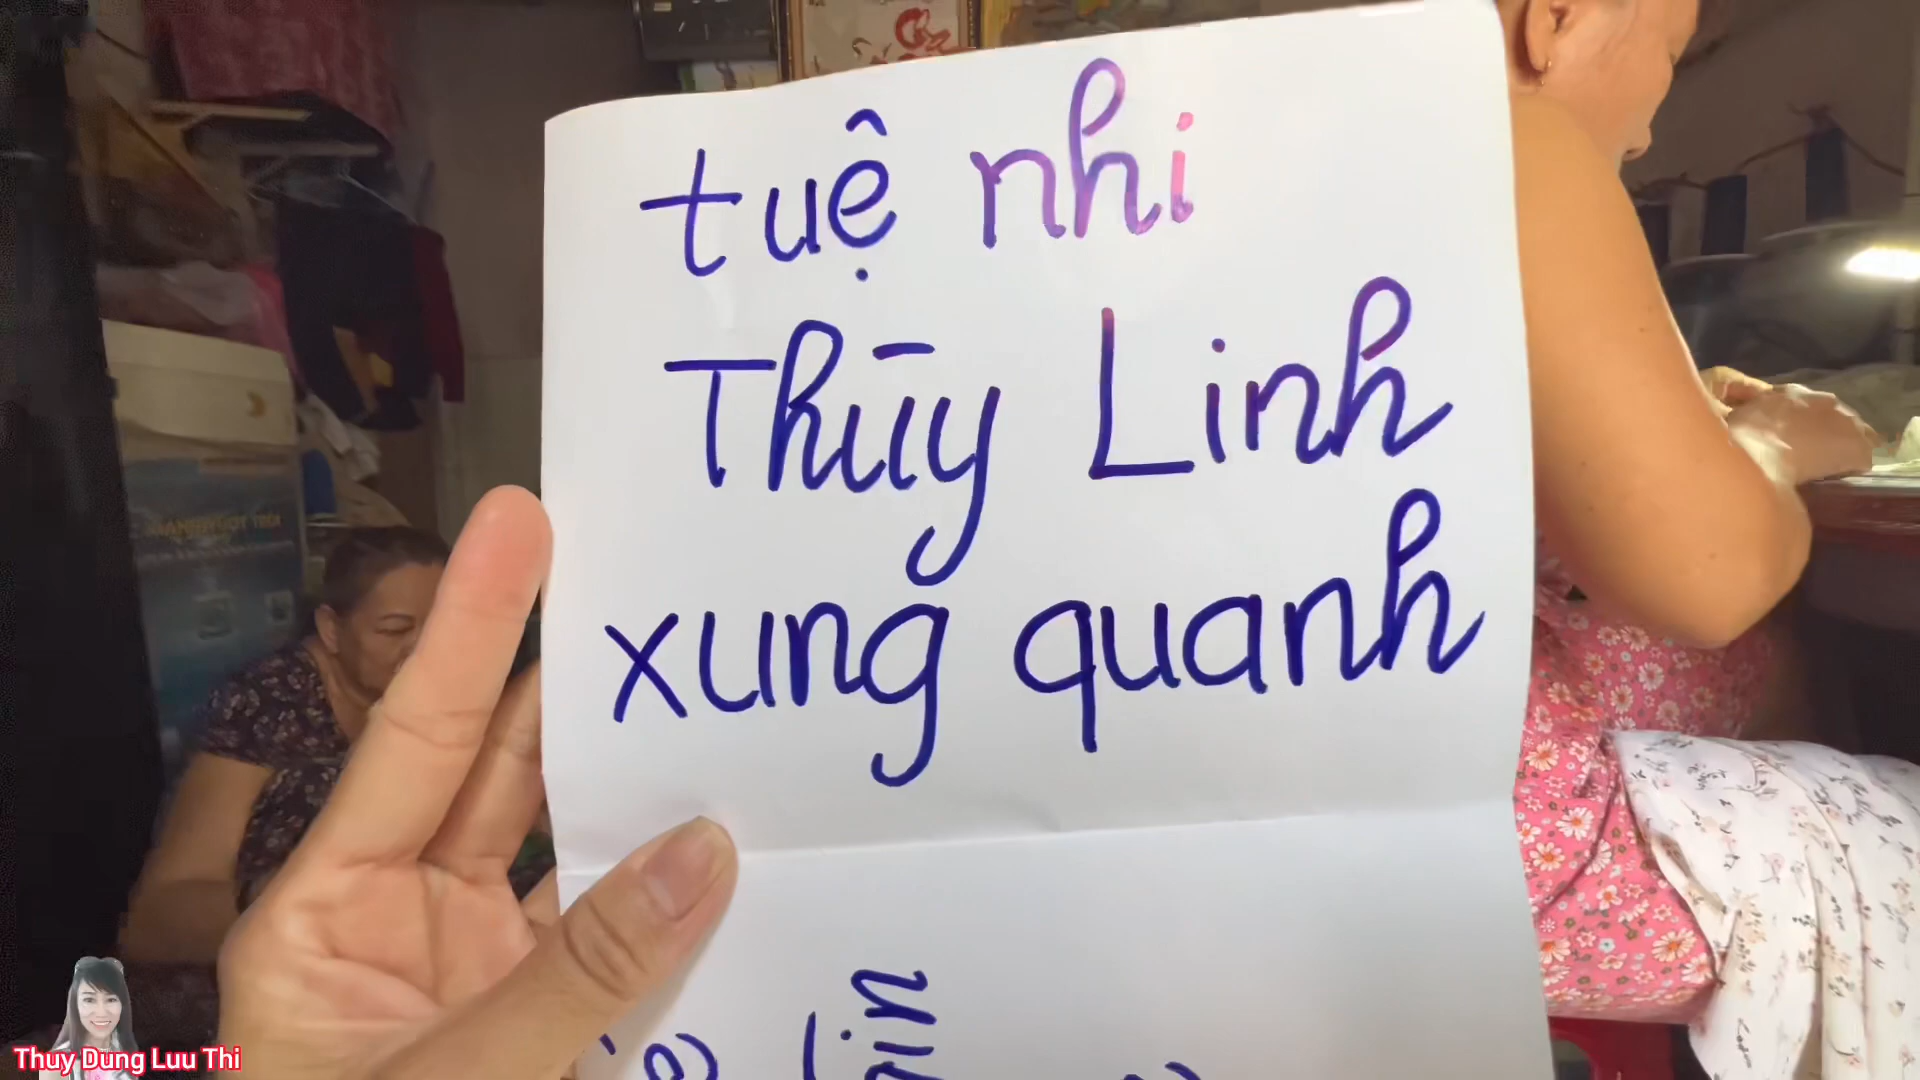 tuệ nhi
Thūy Linh
xung quanh
Thuy Dung Luu Thi